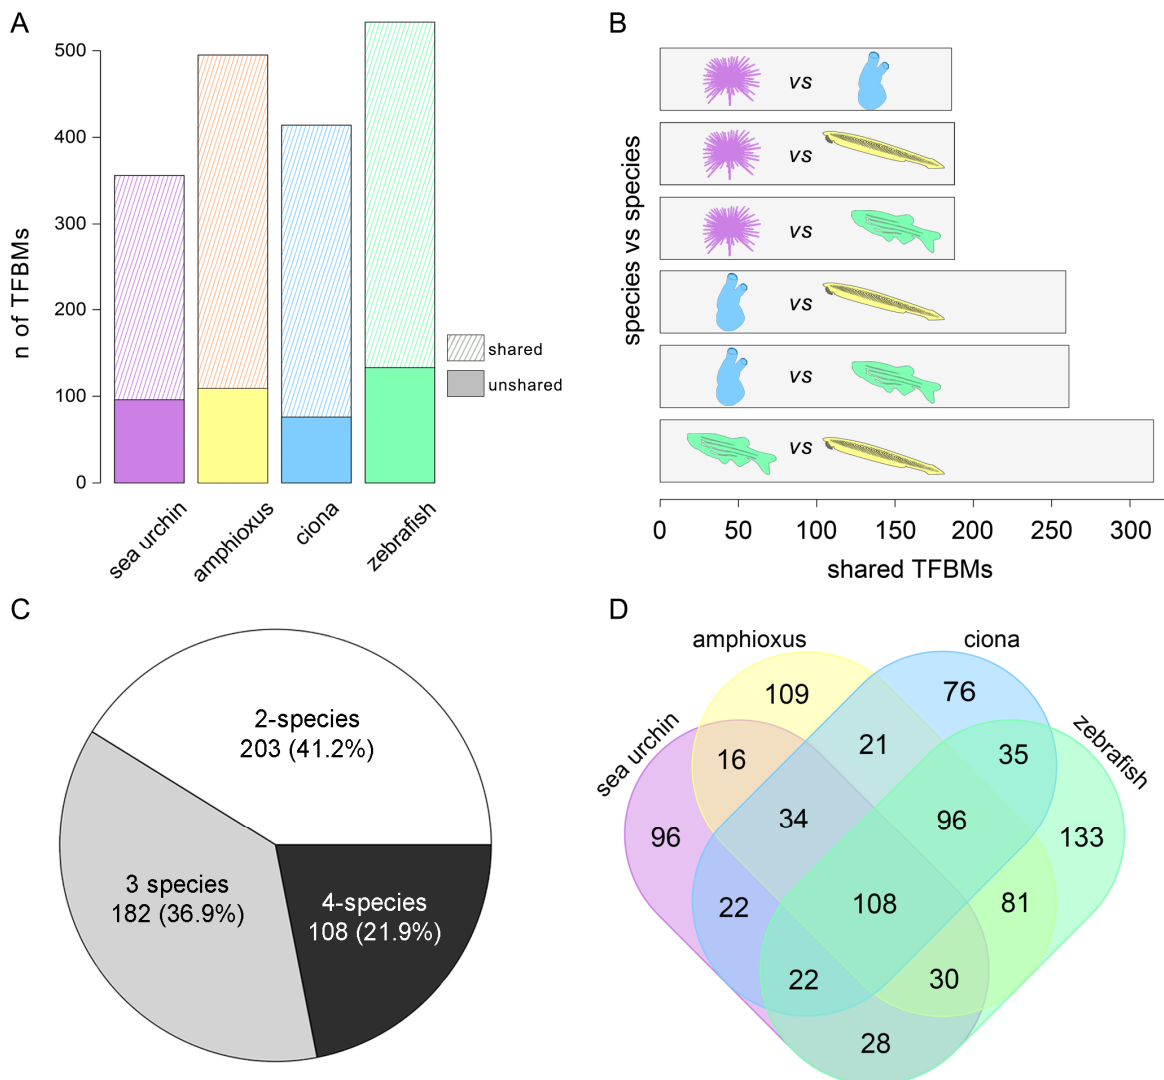 A
500
400
300
200
100
0
n of TFBMs
sea urchin
amphioxus
ciona
zebrafish
shared
unshared
B
species vs species
vs
vs
vs
vs
vs
vs
0 50 100 150 200 250 300
shared TFBMs
C
2-species
203 (41.2%)
3 species
182 (36.9%)
4-species
108 (21.9%)
D
amphioxus
ciona
sea urchin
zebrafish
109
76
16
21
35
34
96
96
133
22
108
81
22
30
28